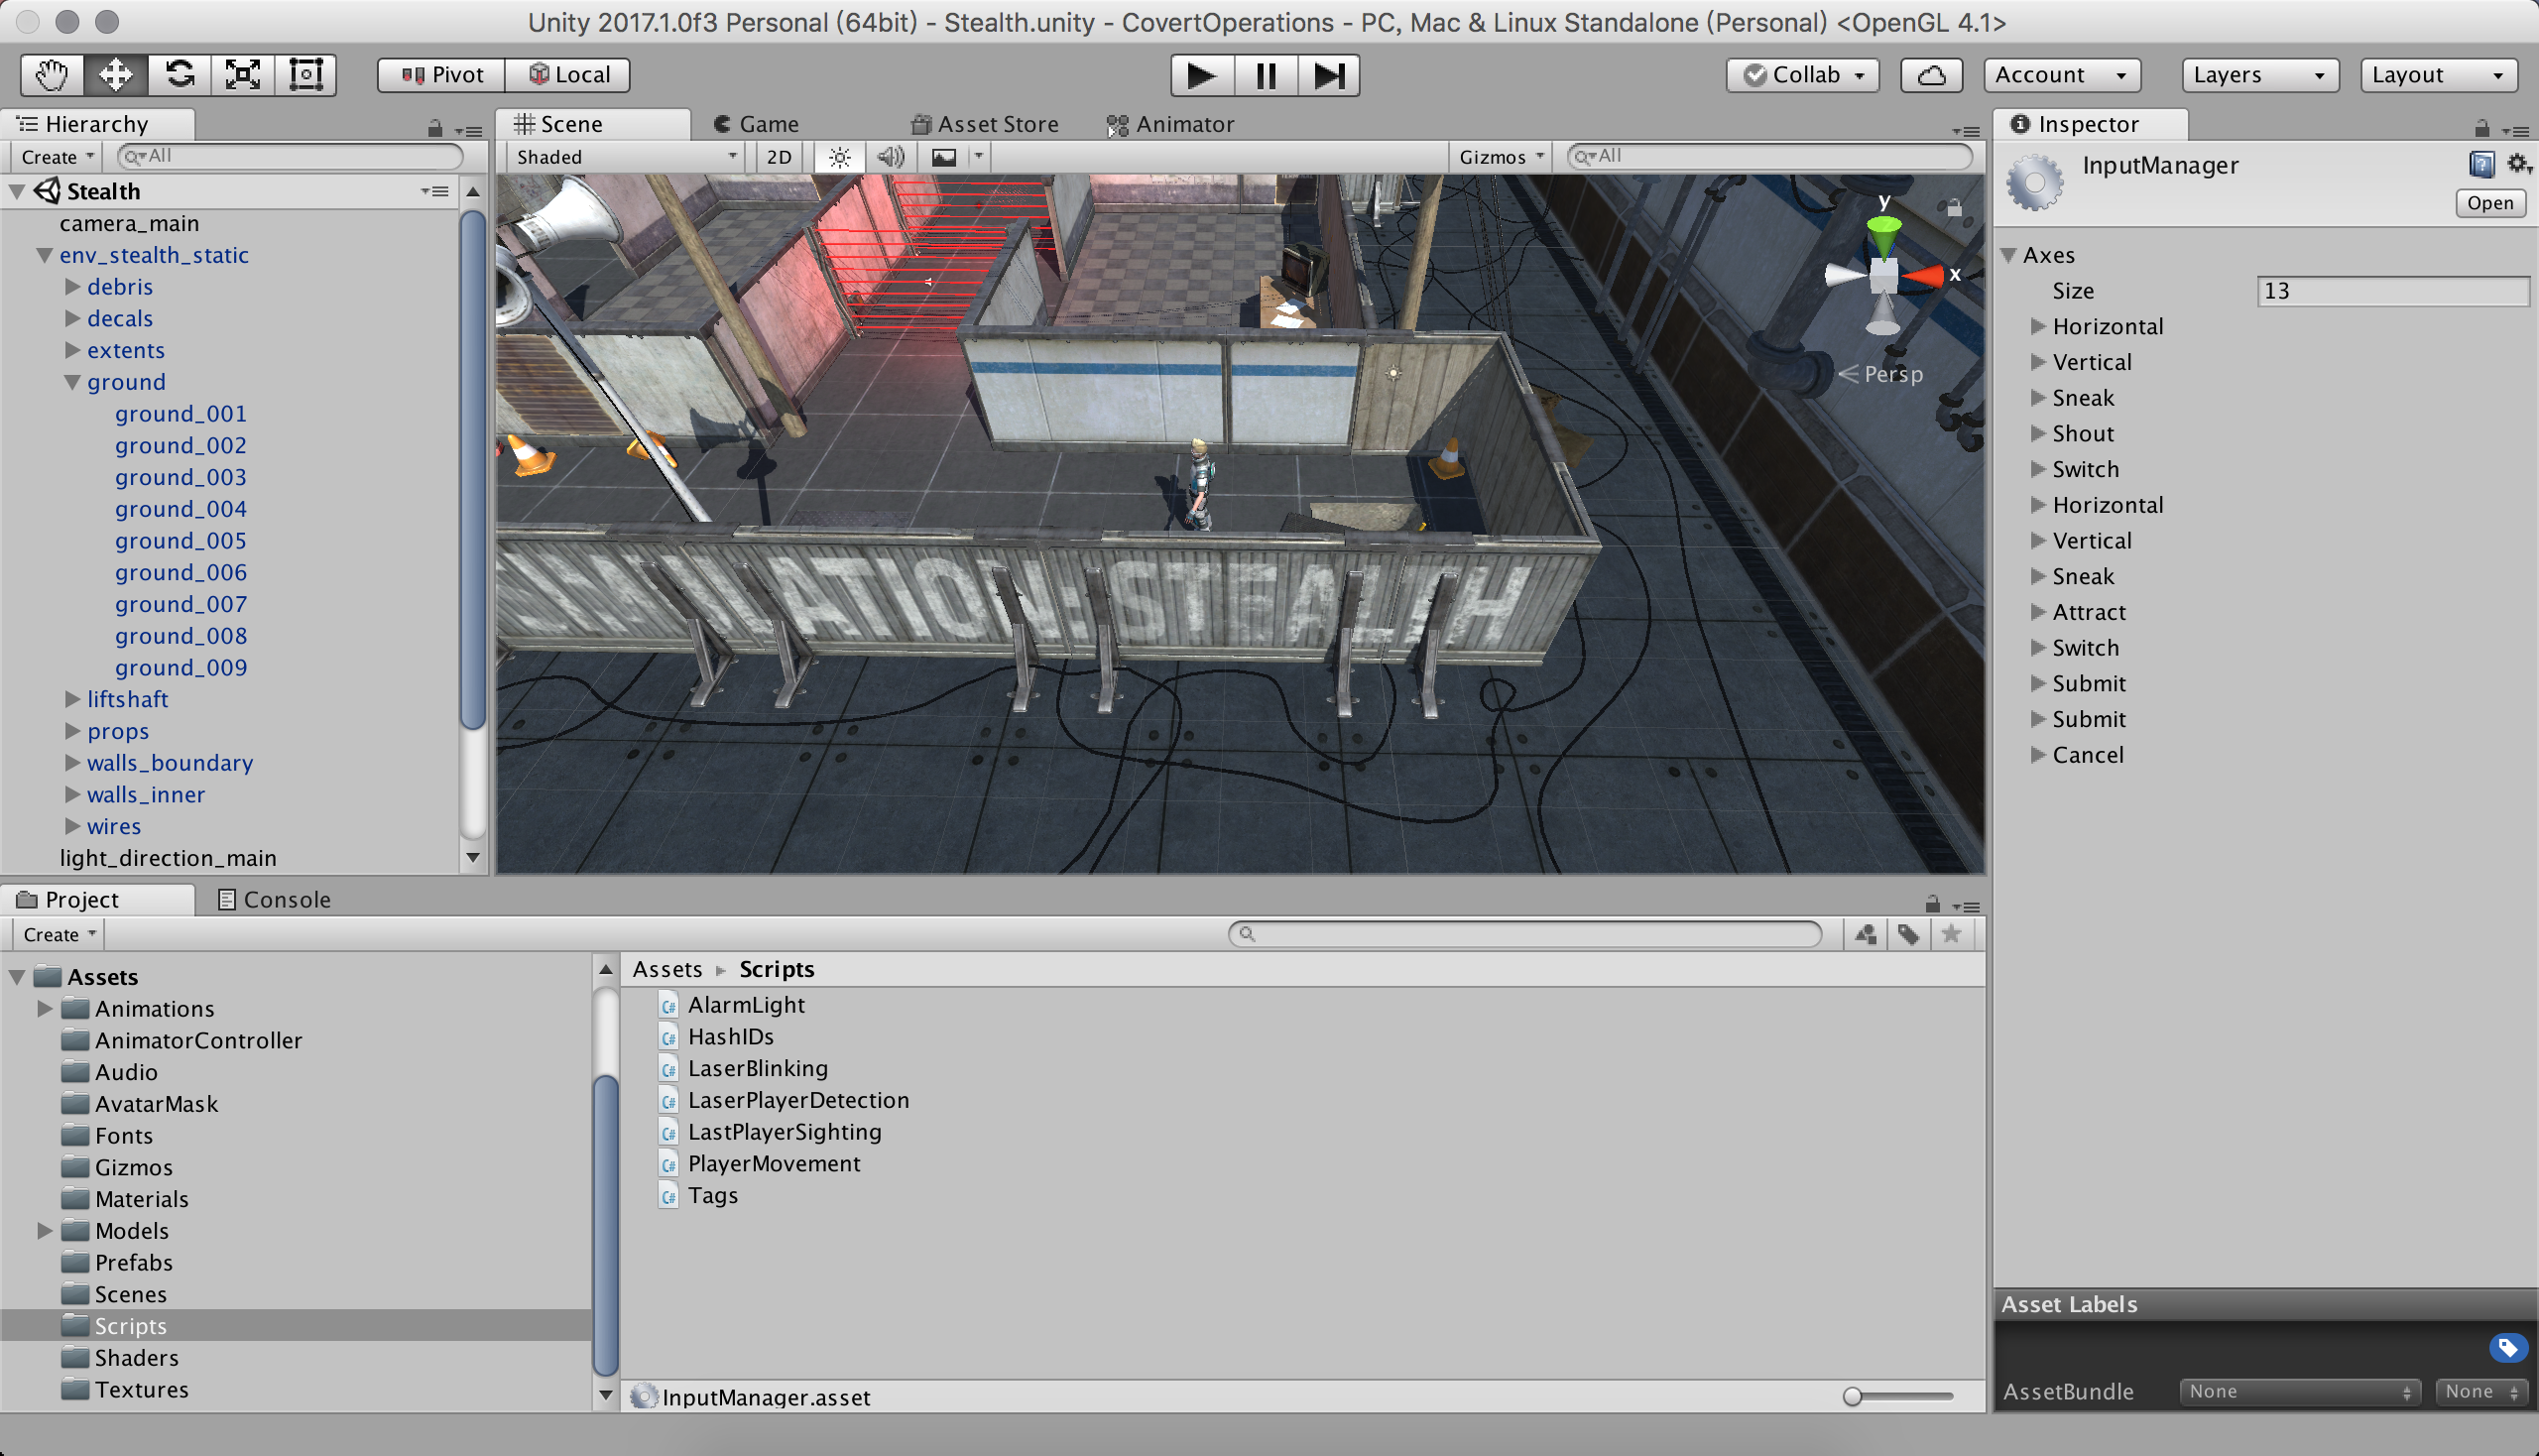 Unity 2017.1.0f3 Personal (64bit) - Stealth.unity - CovertOperations - PC, Mac & Linux Standalone (Personal) <OpenGL 4.1>
Pivot Local Collab Account Layers Layout
Hierarchy
Create All
Stealth
camera_main
env_stealth_static
debris
decals
extents
ground
ground_001
ground_002
ground_003
ground_004
ground_005
ground_006
ground_007
ground_008
ground_009
liftshaft
props
walls_boundary
walls_inner
wires
light_direction_main
Scene Game Asset Store Animator
Shaded 2D Gizmos All
y
x
Persp
STEALTH
Inspector
InputManager
Open
Axes
Size 13
Horizontal
Vertical
Sneak
Shout
Switch
Horizontal
Vertical
Sneak
Attract
Switch
Submit
Submit
Cancel
Project Console
Create
Assets
Animations
AnimatorController
Audio
AvatarMask
Fonts
Gizmos
Materials
Models
Prefabs
Scenes
Scripts
Shaders
Textures
Assets Scripts
AlarmLight
HashIDs
LaserBlinking
LaserPlayerDetection
LastPlayerSighting
PlayerMovement
Tags
InputManager.asset
Asset Labels
AssetBundle None None